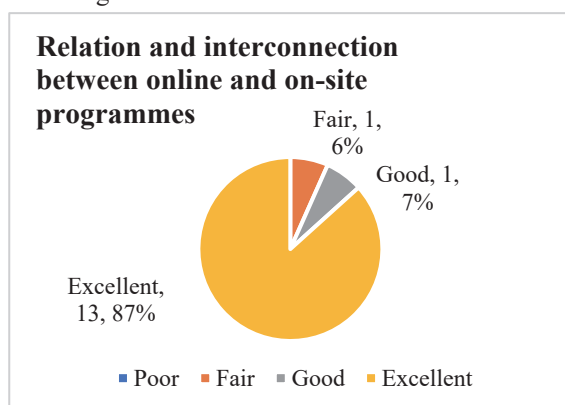 Relation and interconnection
between online and on-site
programmes
Fair, 1,
6%
Good, 1,
7%
Excellent,
13, 87%
Poor Fair Good Excellent